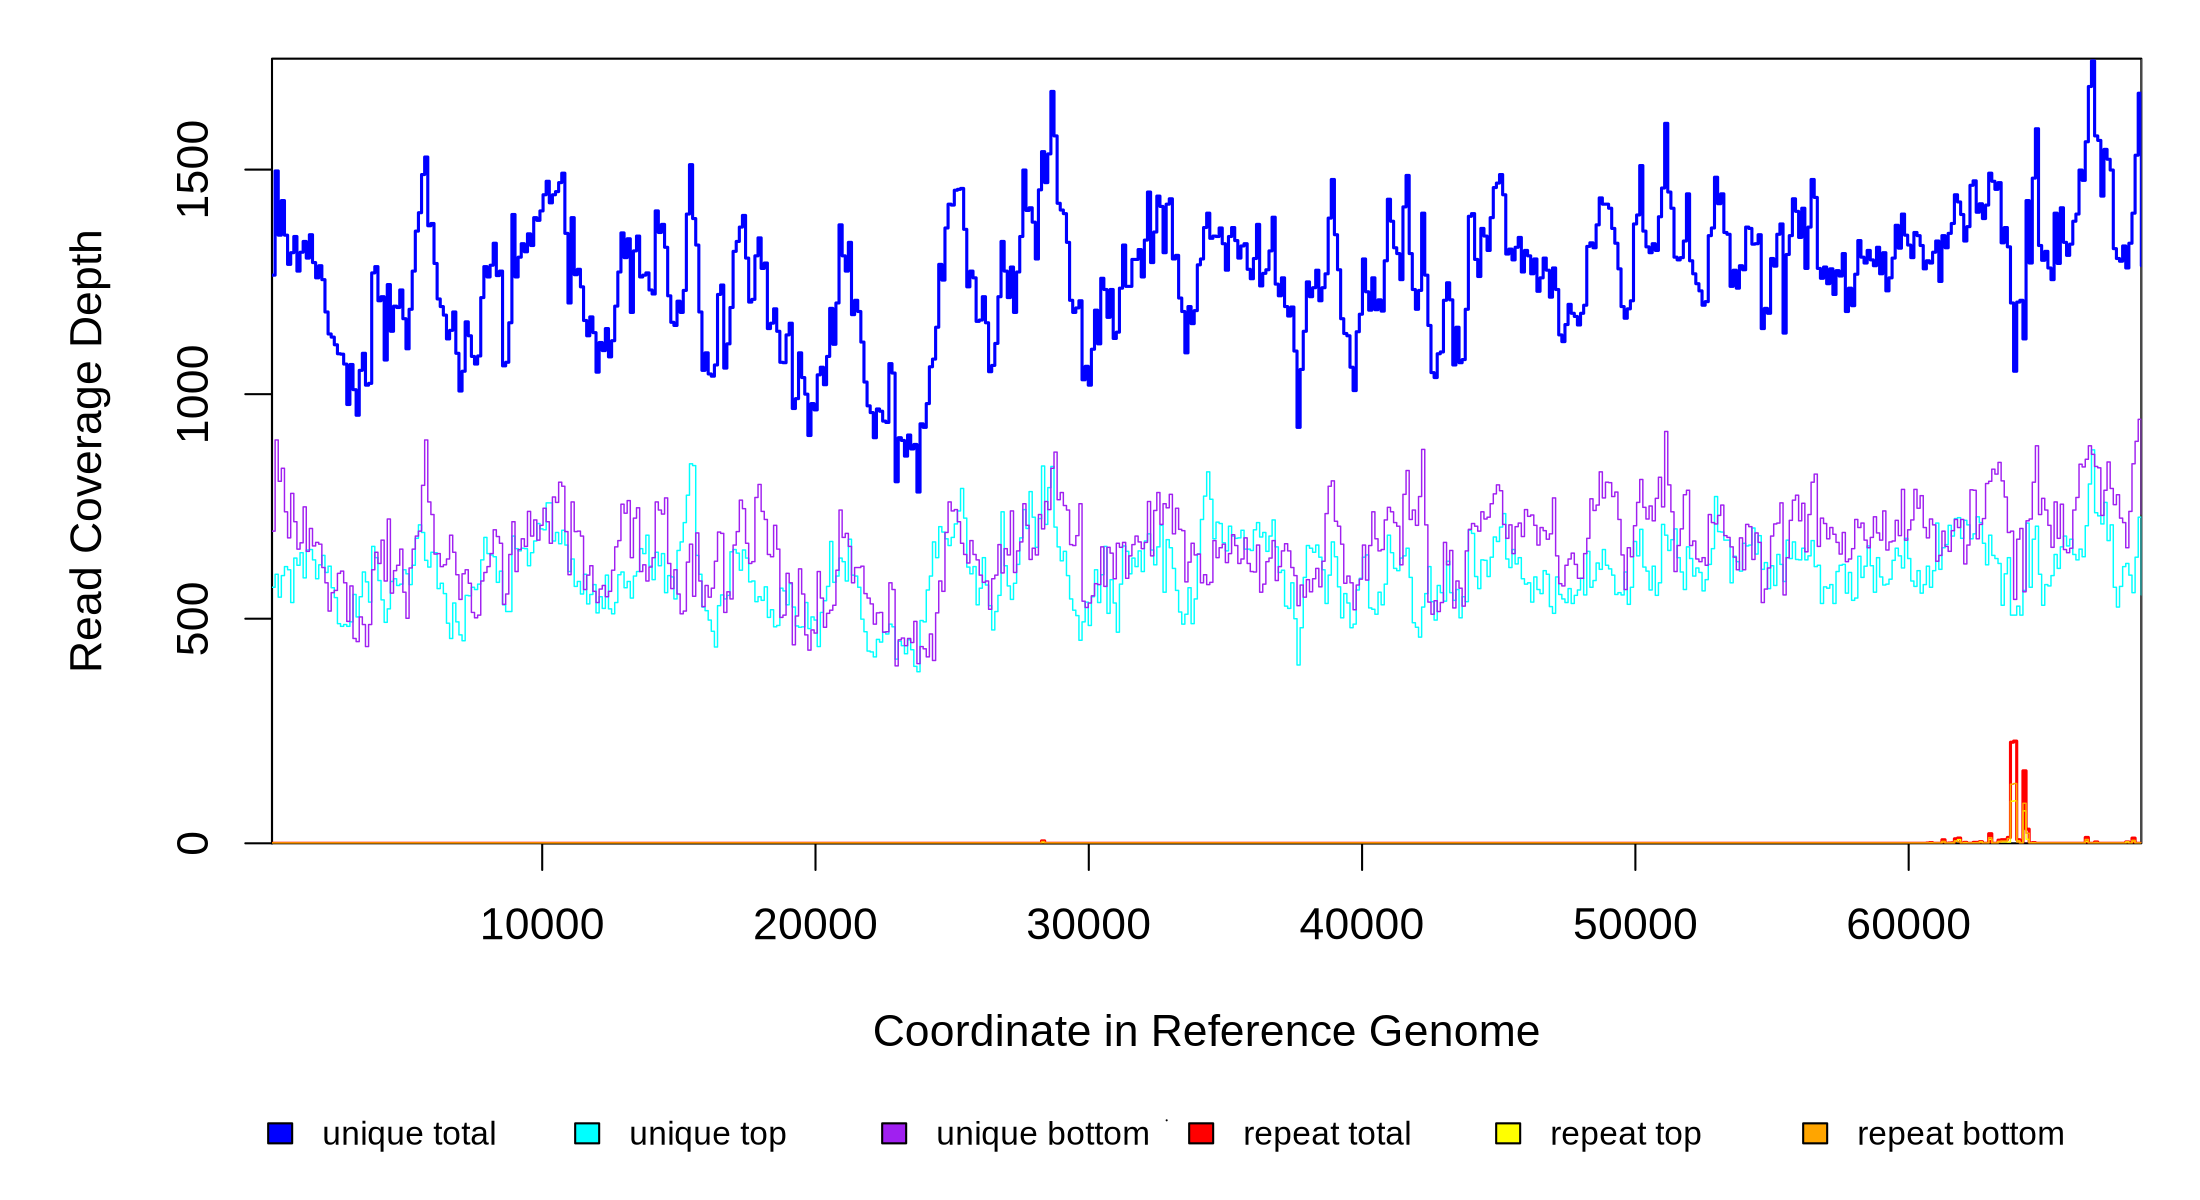 Read Coverage Depth
1500
1000
500
0
10000 20000 30000 40000 50000 60000
Coordinate in Reference Genome
unique total unique top unique bottom repeat total repeat top repeat bottom